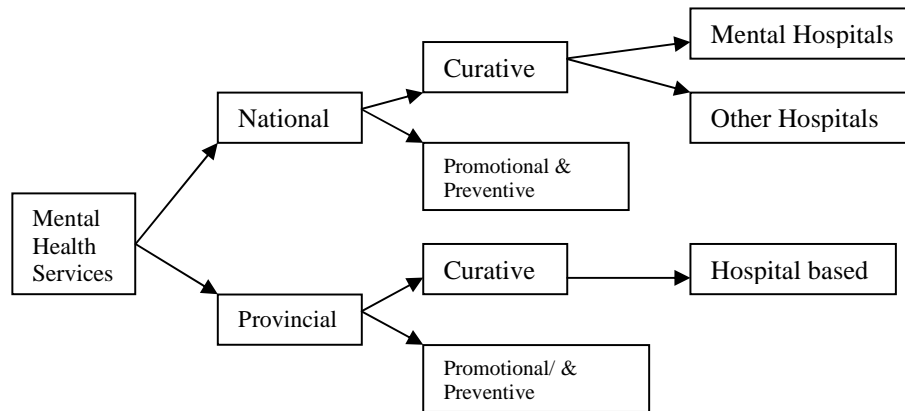 Mental Hospitals
Curative
National
Other Hospitals
Promotional &
Preventive
Mental
Health
Services
Curative
Hospital based
Provincial
Promotional/ &
Preventive